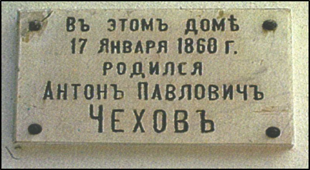 Въ этомъ домѣ
17 Января 1860 г.
родился
Антонъ Павловичъ
Чеховъ